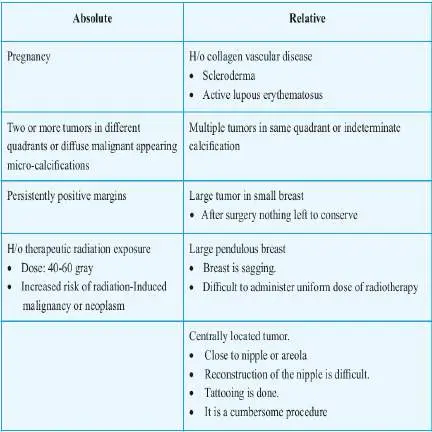 Absolute
Relative
Pregnancy
H/o collagen vascular disease
• Scleroderma
• Active lupous erythematosus
Two or more tumors in different
quadrants or diffuse malignant appearing
micro-calcifications
Multiple tumors in same quadrant or indeterminate
calcification
Persistently positive margins
Large tumor in small breast
• After surgery nothing left to conserve
H/o therapeutic radiation exposure
• Dose: 40-60 gray
• Increased risk of radiation-Induced
malignancy or neoplasm
Large pendulous breast
• Breast is sagging.
• Difficult to administer uniform dose of radiotherapy
Centrally located tumor.
• Close to nipple or areola
• Reconstruction of the nipple is difficult.
• Tattooing is done.
• It is a cumbersome procedure